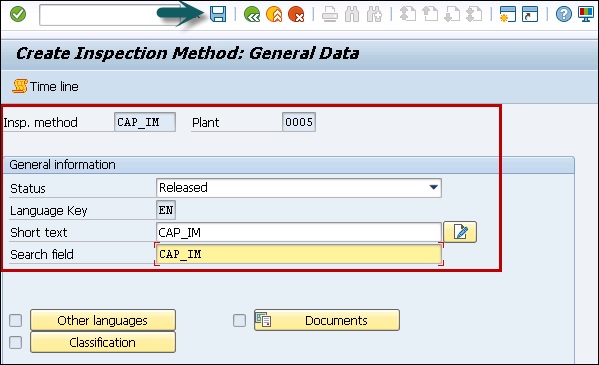 Create Inspection Method: General Data
Time line
Insp. method CAP_IM Plant 0005
General information
Status Released
Language Key EN
Short text CAP_IM
Search field CAP_IM
Other languages Documents
Classification